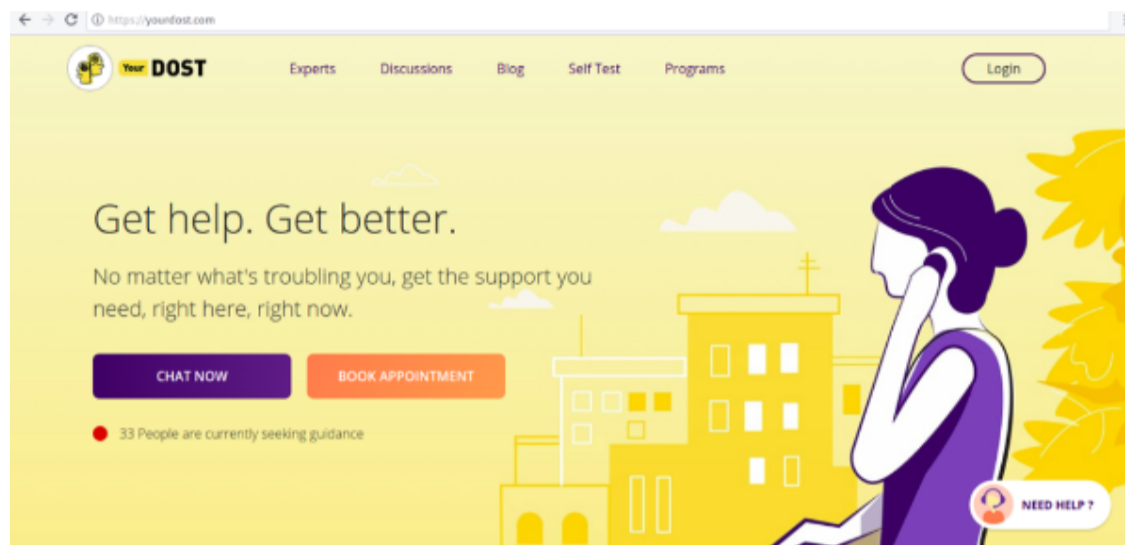 https://yourdost.com
Your DOST
Experts
Discussions
Blog
Self Test
Programs
Login
Get help. Get better.
No matter what's troubling you, get the support you
need, right here, right now.
CHAT NOW
BOOK APPOINTMENT
33 People are currently seeking guidance
NEED HELP ?